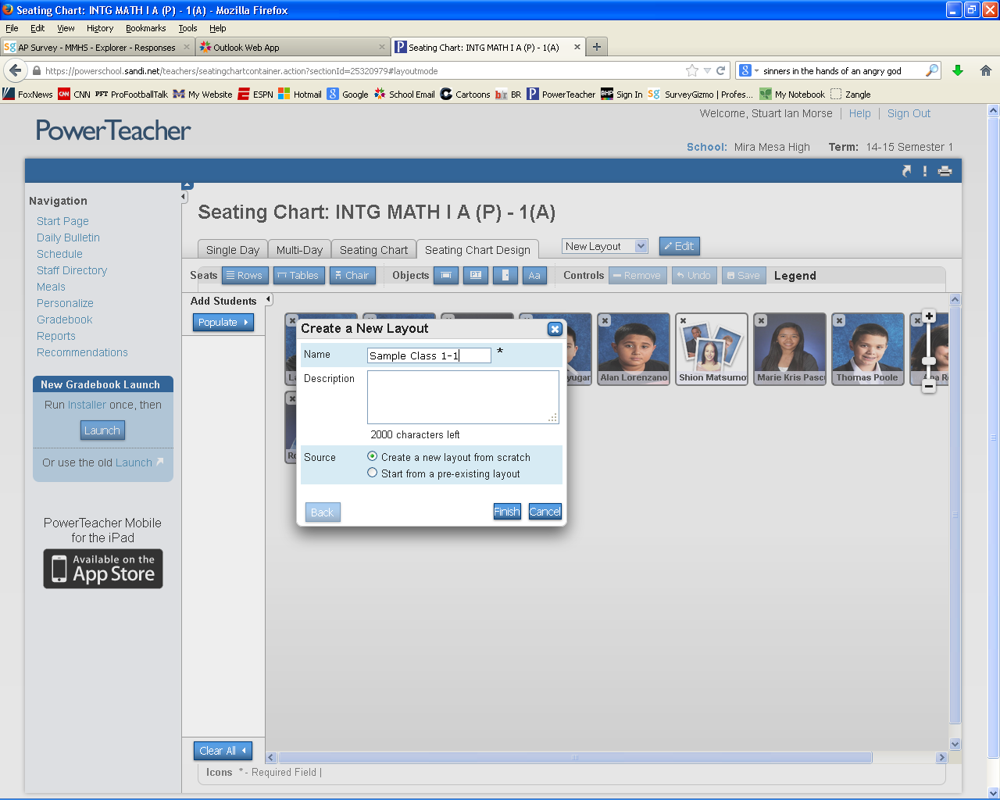 Seating Chart: INTG MATH I A (P) - 1(A) - Mozilla Firefox
File Edit View History Bookmarks Tools Help
AP Survey - MMHS - Explorer - Responses
Outlook Web App
Seating Chart: INTG MATH I A (P) - 1(A)
https://powerschool.sandi.net/teachers/seatingchartcontainer.action?sectionId=25320979#layoutmode
sinners in the hands of an angry god
FoxNews CNN CNN PFT ProFootballTalk My Website ESPN Hotmail Google School Email Cartoons BR PowerTeacher BHP Sign In SurveyGizmo | Profes... My Notebook Zangle
PowerTeacher
Welcome, Stuart Ian Morse | Help | Sign Out
School: Mira Mesa High Term: 14-15 Semester 1
Navigation
Start Page
Daily Bulletin
Schedule
Staff Directory
Meals
Personalize
Gradebook
Reports
Recommendations
New Gradebook Launch
Run Installer once, then
Launch
Or use the old Launch
PowerTeacher Mobile
for the iPad
Available on the
App Store
Seating Chart: INTG MATH I A (P) - 1(A)
Single Day Multi-Day Seating Chart Seating Chart Design New Layout Edit
Seats Rows Tables Chair Objects PT Aa Controls Remove Undo Save Legend
Add Students
Populate
Alan Lorenzano Shion Matsumo Marie Kris Pasc Thomas Poole
Create a New Layout
Name Sample Class 1-1 *
Description
2000 characters left
Source Create a new layout from scratch
Start from a pre-existing layout
Back Finish Cancel
Clear All
Icons * - Required Field |